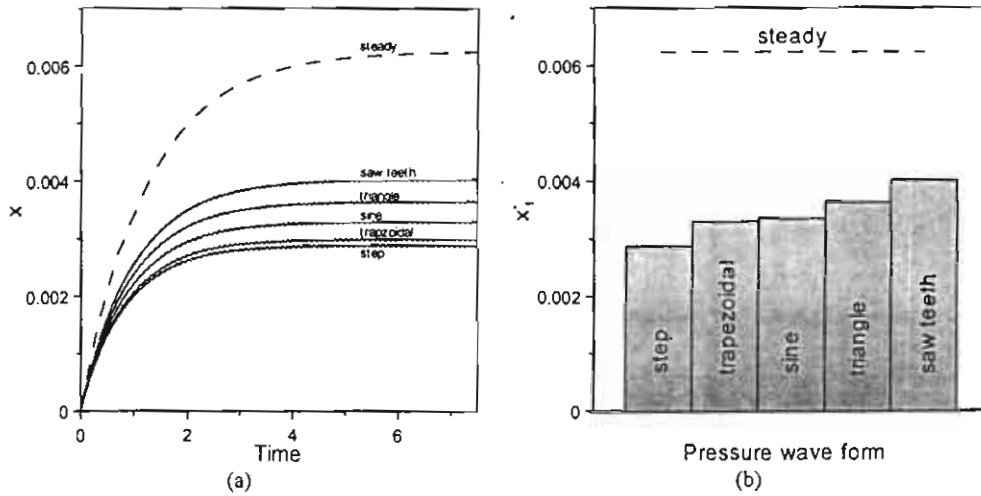 steady
0.006
0.004
0.002
0
X
saw teeth
triangle
sine
trapzoidal
step
0 2 4 6
Time
(a)
steady
0.006
0.004
0.002
0
step
trapezoidal
sine
triangle
saw teeth
Pressure wave form
(b)